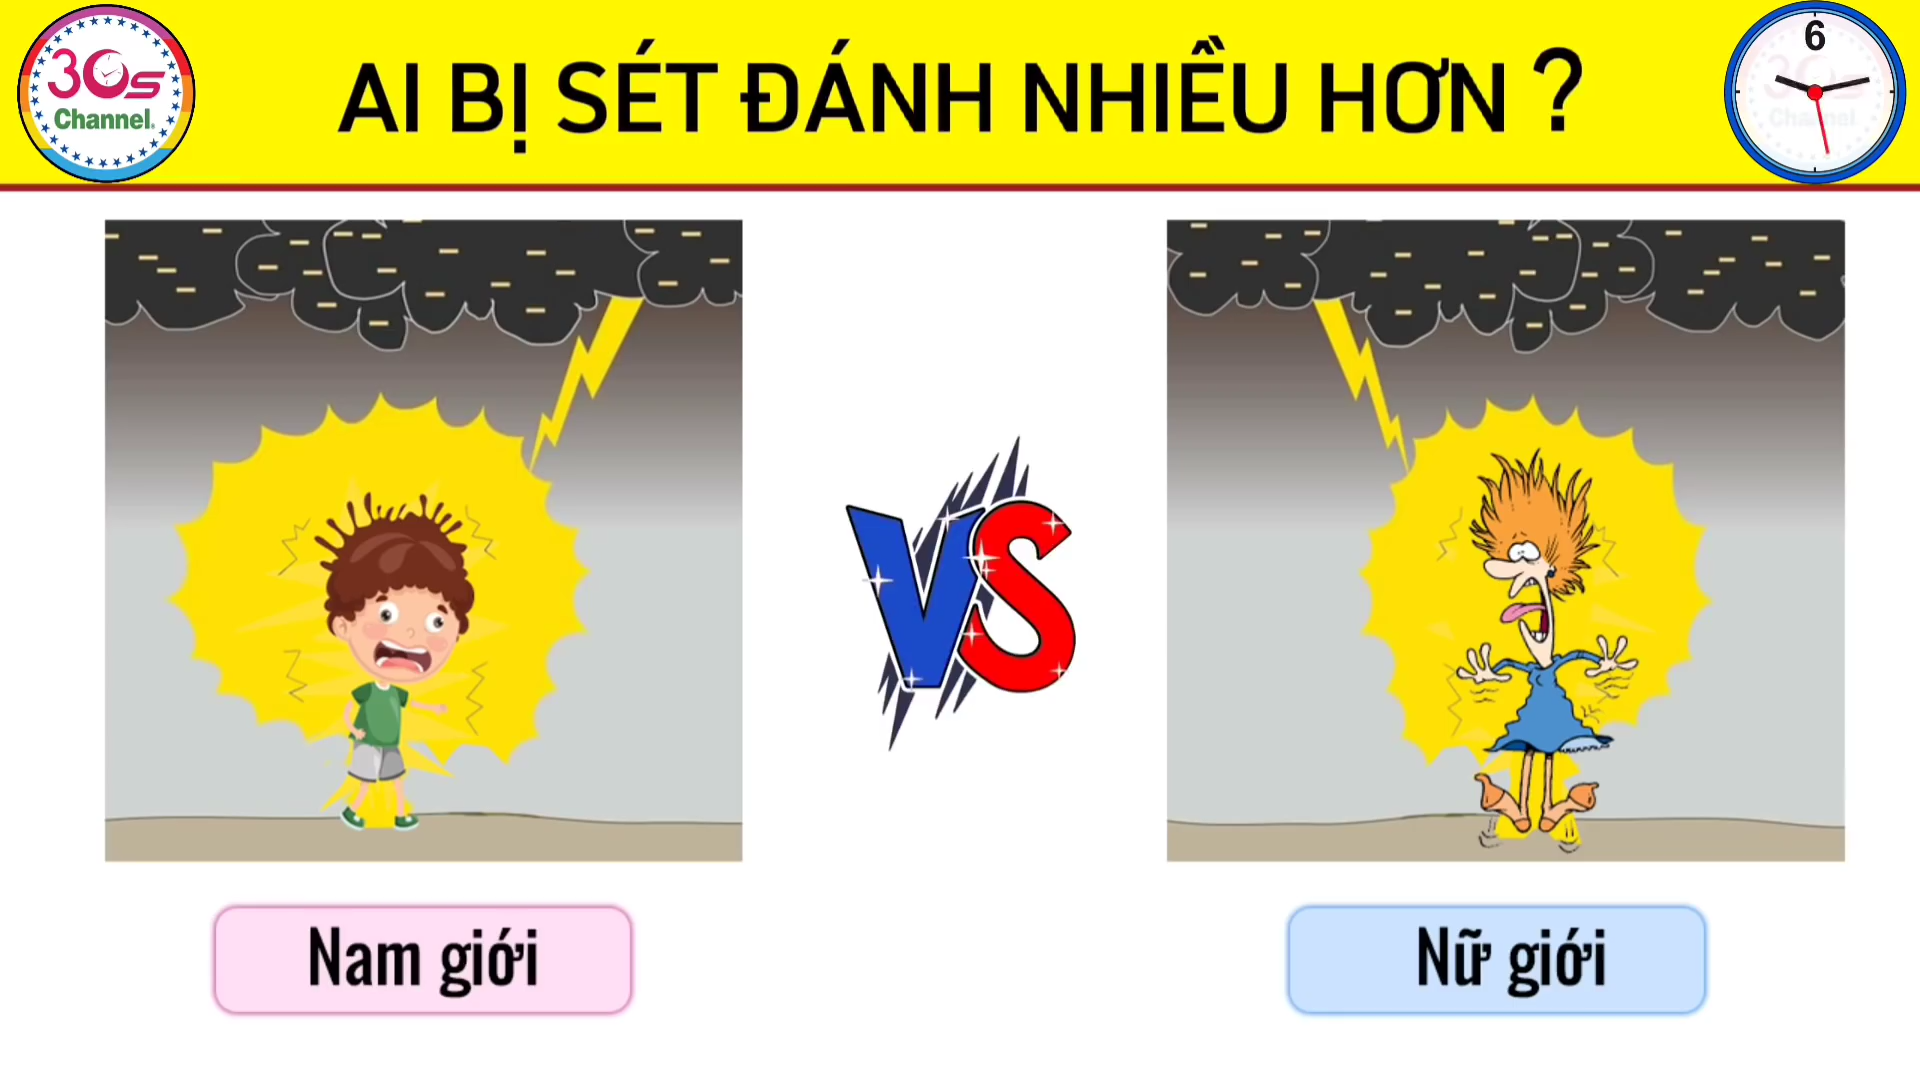 30s
Channel
AI BỊ SÉT ĐÁNH NHIỀU HƠN ?
6
VS
Nam giới
Nữ giới